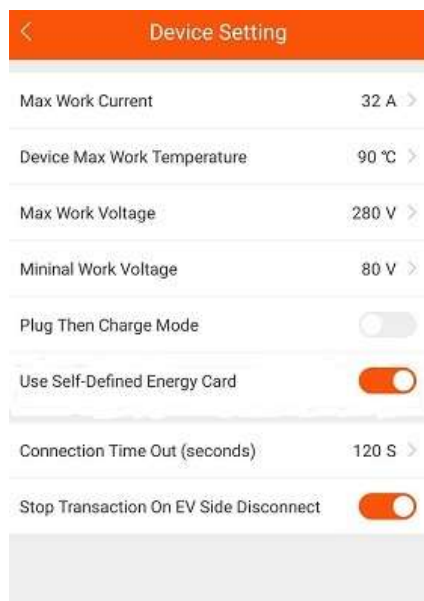 Device Setting
Max Work Current 32 A
Device Max Work Temperature 90 ℃
Max Work Voltage 280 V
Mininal Work Voltage 80 V
Plug Then Charge Mode
Use Self-Defined Energy Card
Connection Time Out (seconds) 120 S
Stop Transaction On EV Side Disconnect